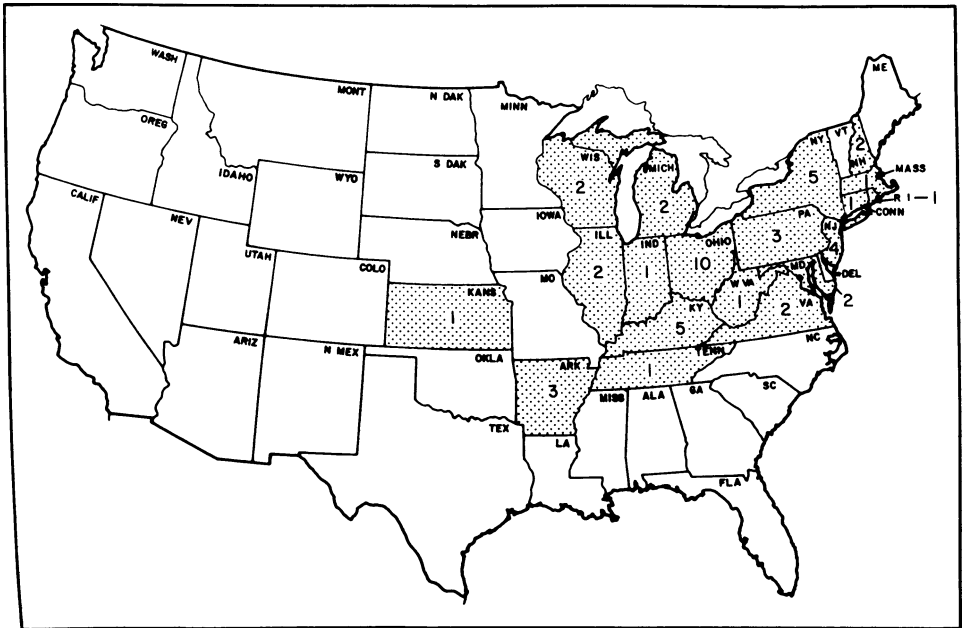 WASH
OREG
CALIF
NEV
IDAHO
MONT
WYO
UTAH
COLO
ARIZ
N MEX
N DAK
S DAK
NEBR
KANS
1
OKLA
TEX
MINN
IOWA
MO
ARK
3
LA
WIS
2
ILL
2
MICH
2
IND
1
OHIO
10
KY
5
TENN
1
MISS
ALA
GA
FLA
SC
NC
VA
2
W VA
1
MD
2
DEL
PA
3
NJ
4
NY
5
VT
NH
2
ME
MASS
1
R I — 1
CONN
1